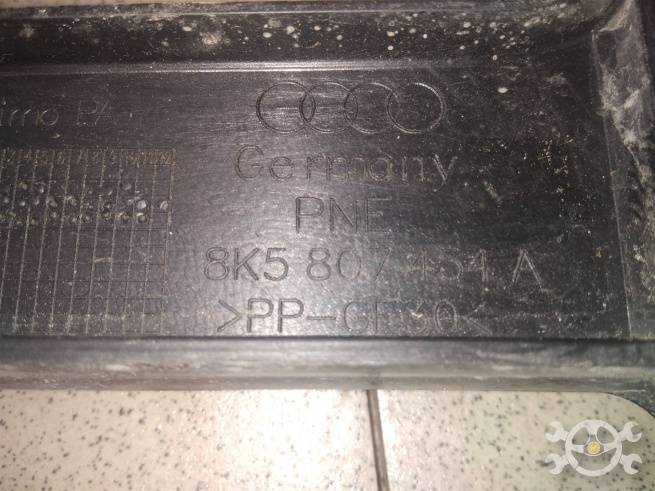 Germany
PNE
8K5 807 454 A
>PP-GF30<